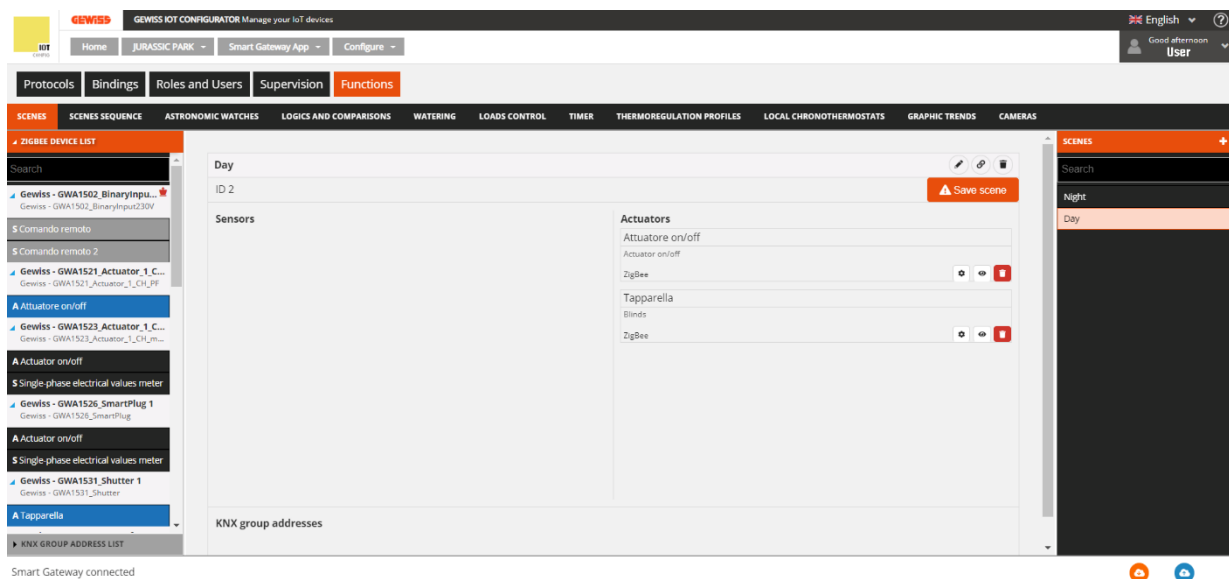 GEWISS
GEWISS IOT CONFIGURATOR Manage your IoT devices
English
?
IOT
Home
JURASSIC PARK
Smart Gateway App
Configure
Good afternoon
User
Protocols
Bindings
Roles and Users
Supervision
Functions
SCENES
SCENES SEQUENCE
ASTRONOMIC WATCHES
LOGICS AND COMPARISONS
WATERING
LOADS CONTROL
TIMER
THERMOREGULATION PROFILES
LOCAL CHRONOTHERMOSTATS
GRAPHIC TRENDS
CAMERAS
ZIGBEE DEVICE LIST
Search
Gewiss - GWA1502_BinaryInpu...
Gewiss - GWA1502_BinaryInput230V
S Comando remoto
S Comando remoto 2
Gewiss - GWA1521_Actuator_1_C...
Gewiss - GWA1521_Actuator_1_CH_PF
A Attuatore on/off
Gewiss - GWA1523_Actuator_1_C...
Gewiss - GWA1523_Actuator_1_CH_m...
A Actuator on/off
S Single-phase electrical values meter
Gewiss - GWA1526_SmartPlug 1
Gewiss - GWA1526_SmartPlug
A Actuator on/off
S Single-phase electrical values meter
Gewiss - GWA1531_Shutter 1
Gewiss - GWA1531_Shutter
A Tapparella
KNX GROUP ADDRESS LIST
Day
ID 2
Save scene
Sensors
Actuators
Attuatore on/off
Actuator on/off
ZigBee
Tapparella
Blinds
ZigBee
KNX group addresses
SCENES
+
Search
Night
Day
Smart Gateway connected